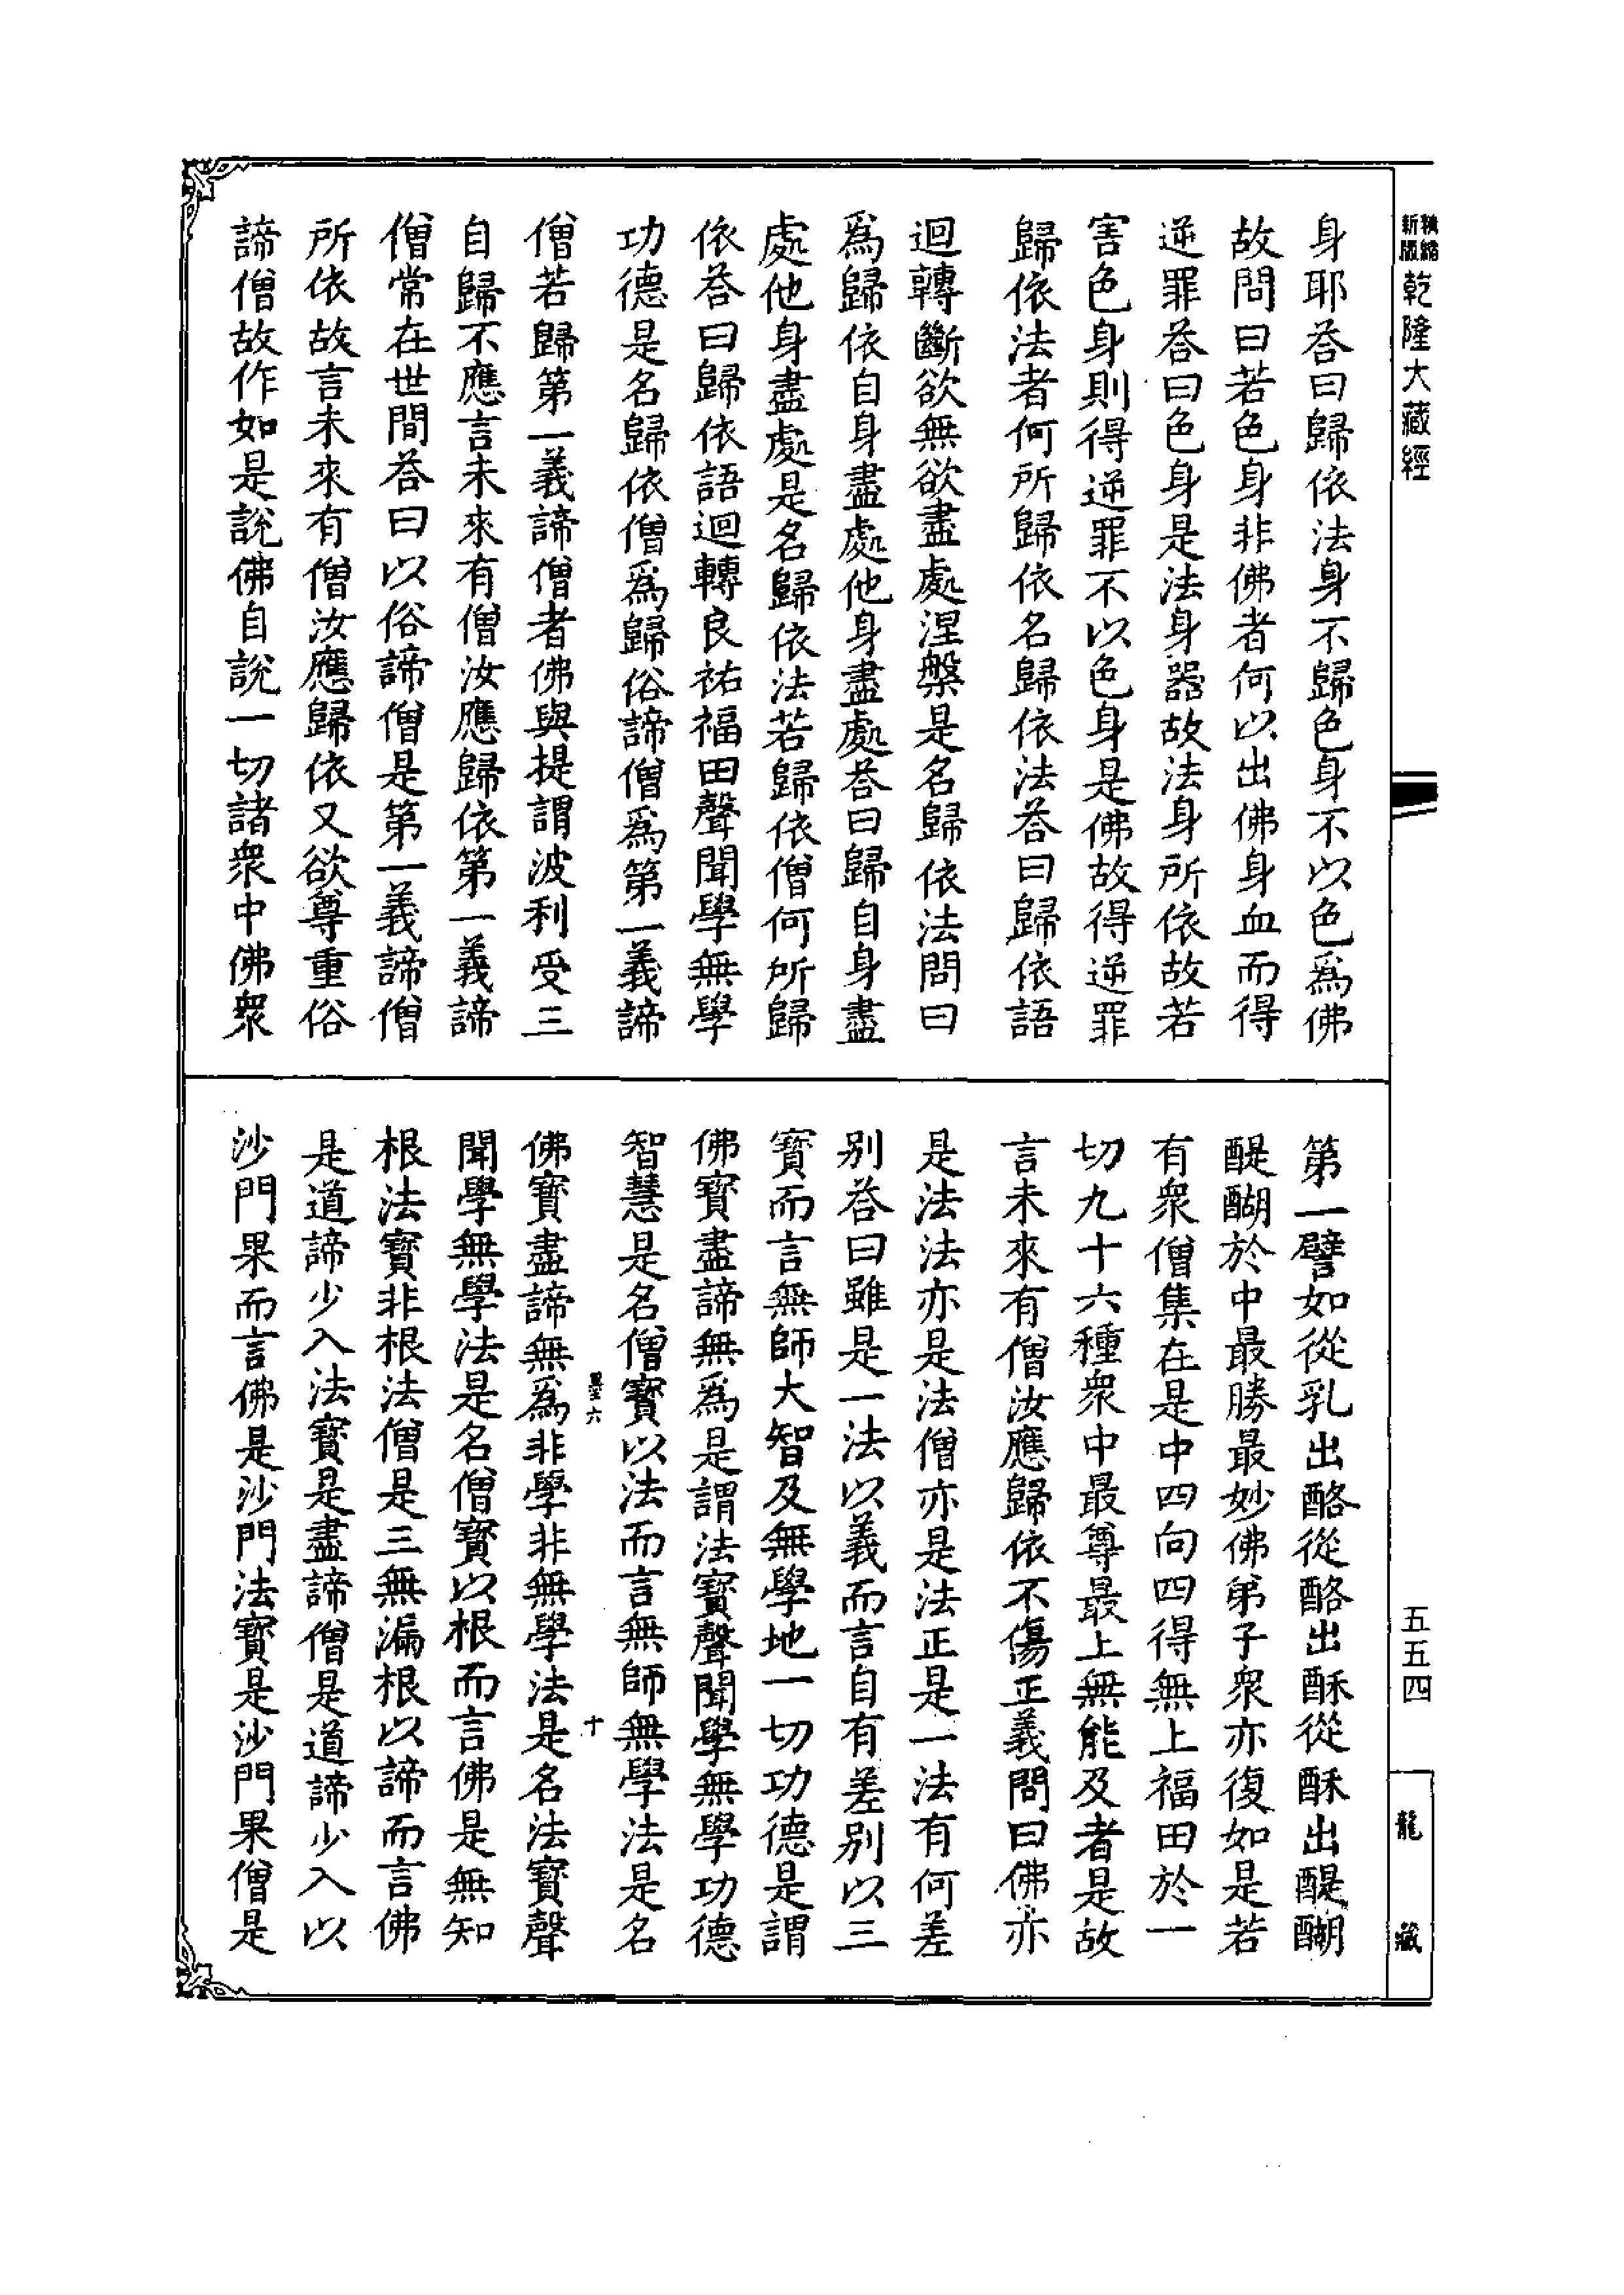 精縮新版乾隆大藏經
身耶荅曰歸依法身不歸色身不以色爲佛
故問曰若色身非佛者何以出佛身血而得
逆罪荅曰色身是法身器故法身所依故若
害色身則得逆罪不以色身是佛故得逆罪
歸依法者何所歸依名歸依法荅曰歸依語
迴轉斷欲無欲盡處涅槃是名歸依法問曰
爲歸依自身盡處他身盡處荅曰歸自身盡
處他身盡處是名歸依法若歸依僧何所歸
依荅曰歸依語迴轉良祐福田聲聞學無學
功德是名歸依僧爲歸俗諦僧爲第一義諦
僧若歸第一義諦僧者佛與提謂波利受三
自歸不應言未來有僧汝應歸依第一義諦
僧常在世間荅曰以俗諦僧是第一義諦僧
所依故言未來有僧汝應歸依又欲尊重俗
諦僧故作如是說佛自說一切諸衆中佛衆
第一譬如從乳出酪從酪出酥從酥出醍醐
醍醐於中最勝最妙佛弟子衆亦復如是若
有衆僧集在是中四向四得無上福田於一
切九十六種衆中最尊最上無能及者是故
言未來有僧汝應歸依不傷正義問曰佛亦
是法法亦是法僧亦是法正是一法有何差
别荅曰雖是一法以義而言自有差别以三
寳而言無師大智及無學地一切功德是謂
佛寳盡諦無爲是謂法寳聲聞學無學功德
智慧是名僧寳以法而言無師無學法是名
佛寳盡諦無爲非學非無學法是名法寳聲
聞學無學法是名僧寳以根而言佛是無知
根法寳非根法僧是三無漏根以諦而言佛
是道諦少入法寳是盡諦僧是道諦少入以
沙門果而言佛是沙門法寳是沙門果僧是
六
十
五五四
龍藏